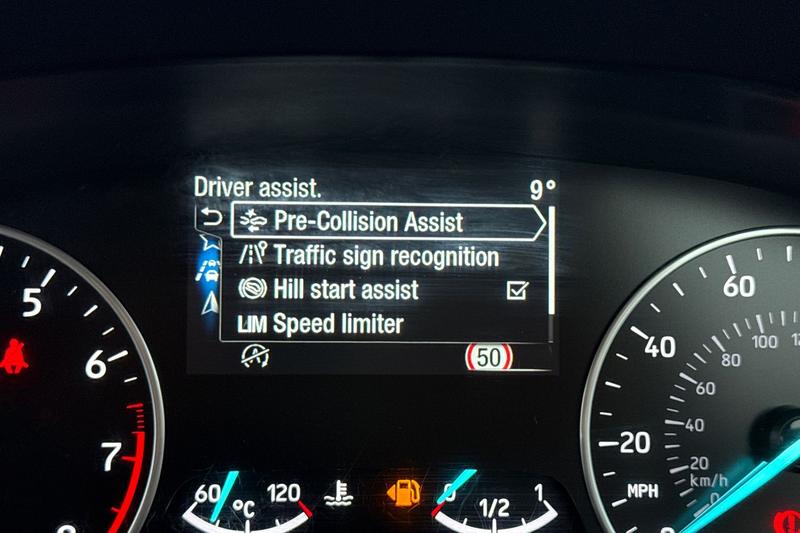 Driver assist. 9°
Pre-Collision Assist
Traffic sign recognition
Hill start assist
LIM Speed limiter
A 50
5
6
7
60
40
20
MPH
100
80
60
40
20
km/h
0
60 °C 120
0 1/2 1